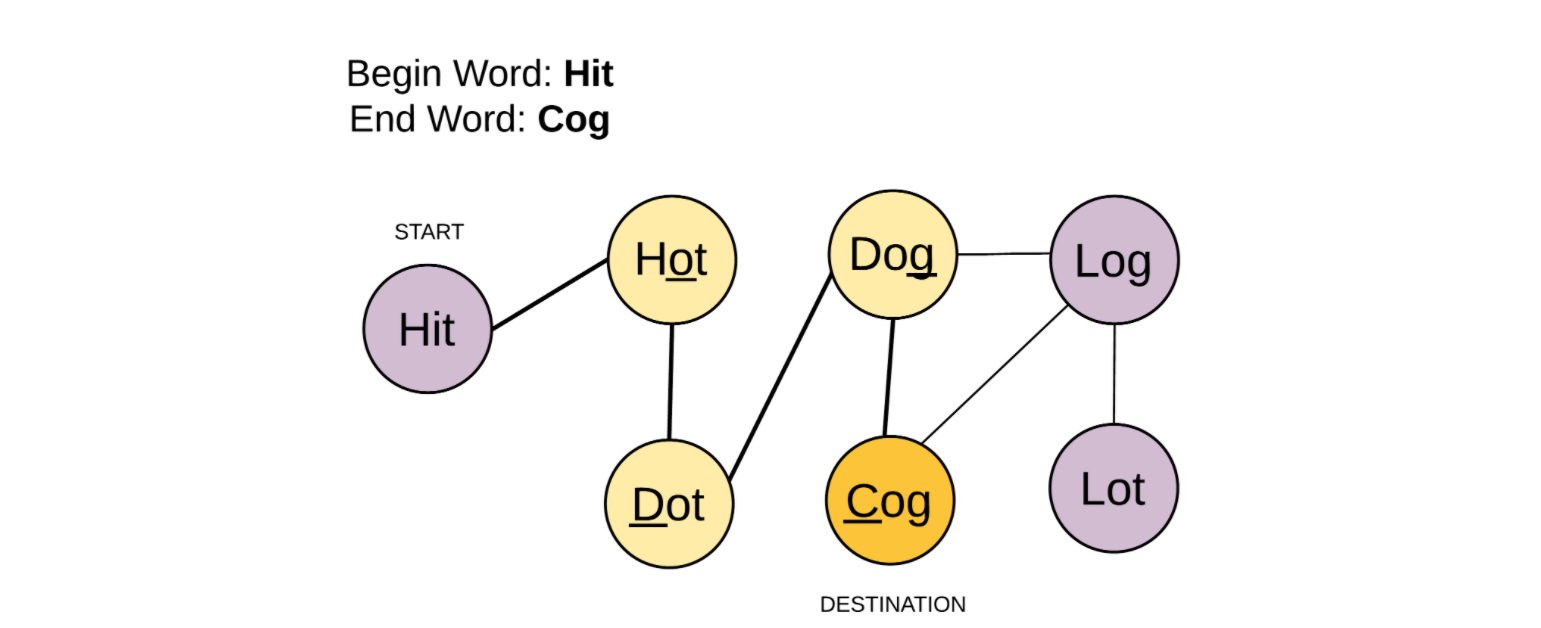 Begin Word: Hit
End Word: Cog
START
Hit
Hot
Dog
Log
Dot
Cog
Lot
DESTINATION